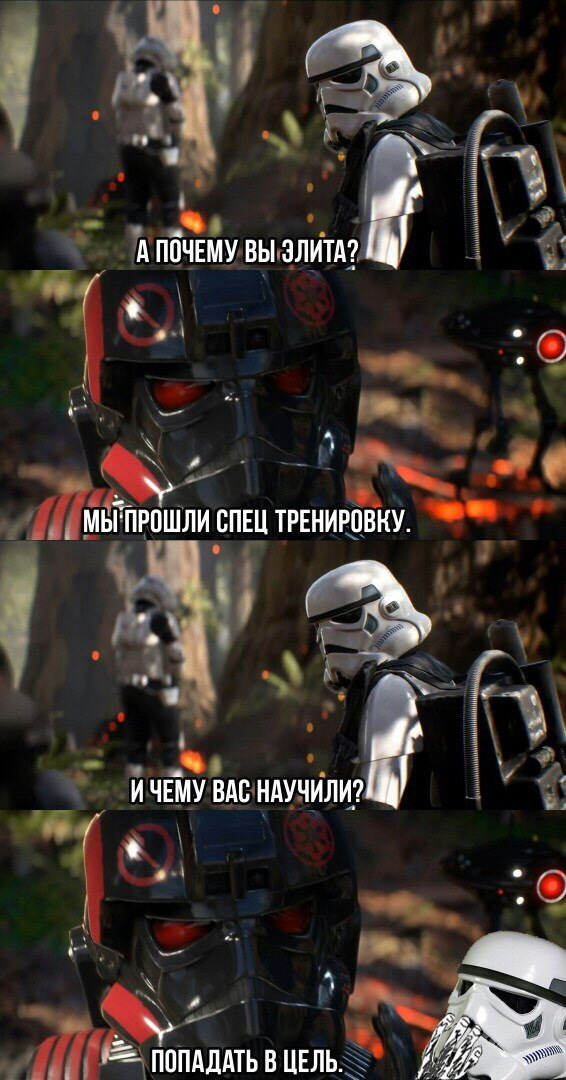 А ПОЧЕМУ ВЫ ЭЛИТА?
МЫ ПРОШЛИ СПЕЦ ТРЕНИРОВКУ.
И ЧЕМУ ВАС НАУЧИЛИ?
ПОПАДАТЬ В ЦЕЛЬ.